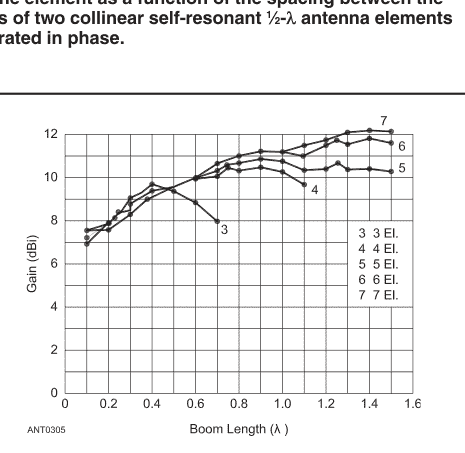 element as a function of the spacing between the
s of two collinear self-resonant ½-λ antenna elements
rated in phase.
7
12
6
5
10
4
3
8
3 3 El.
4 4 El.
5 5 El.
6 6 El.
7 7 El.
6
4
2
0
Gain (dBi)
0 0.2 0.4 0.6 0.8 1.0 1.2 1.4 1.6
ANT0305
Boom Length (λ )